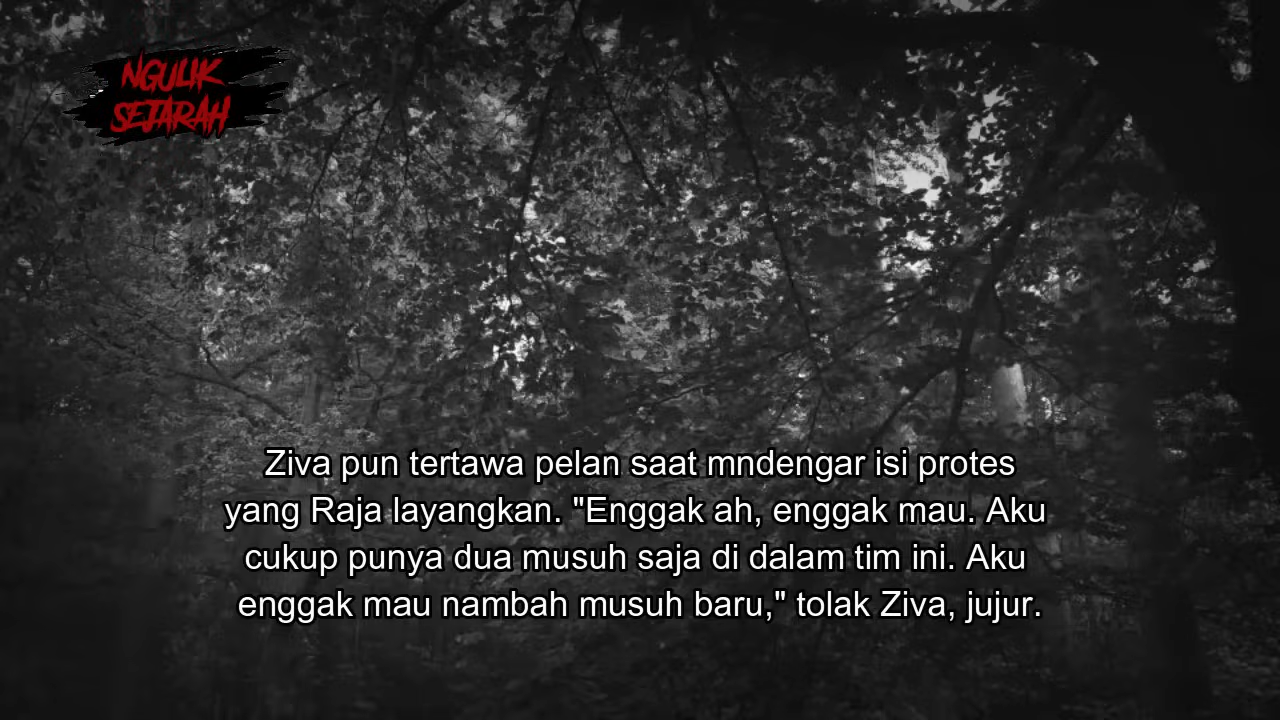 NGULIK
SEJARAH
Ziva pun tertawa pelan saat mndengar isi protes
yang Raja layangkan. "Enggak ah, enggak mau. Aku
cukup punya dua musuh saja di dalam tim ini. Aku
enggak mau nambah musuh baru," tolak Ziva, jujur.